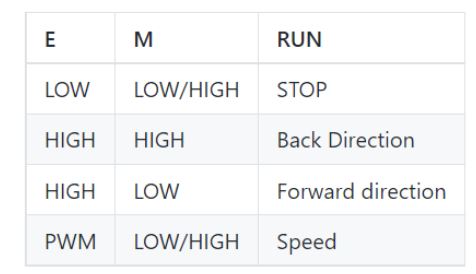 E M RUN
LOW LOW/HIGH STOP
HIGH HIGH Back Direction
HIGH LOW Forward direction
PWM LOW/HIGH Speed